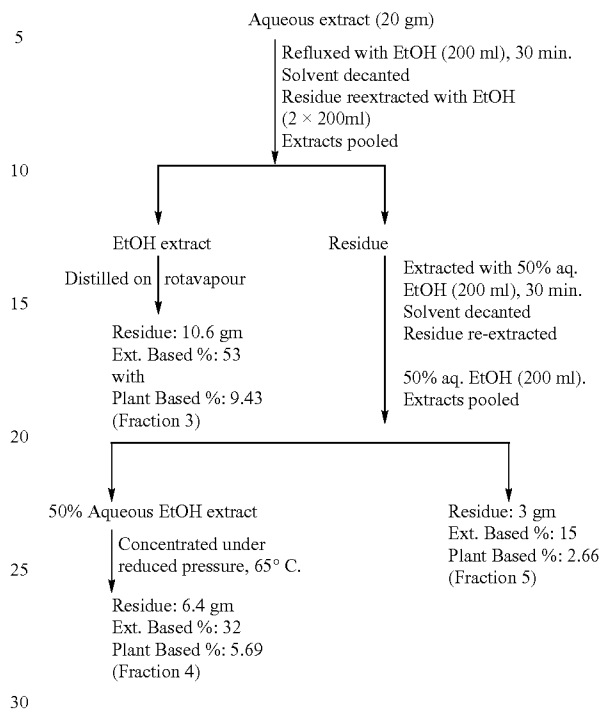 5
Aqueous extract (20 gm)
Refluxed with EtOH (200 ml), 30 min.
Solvent decanted
Residue reextracted with EtOH
(2 × 200ml)
Extracts pooled
10
EtOH extract
Distilled on rotavapour
15
Residue: 10.6 gm
Ext. Based %: 53
with
Plant Based %: 9.43
(Fraction 3)
Residue
Extracted with 50% aq.
EtOH (200 ml), 30 min.
Solvent decanted
Residue re-extracted
50% aq. EtOH (200 ml).
Extracts pooled
20
50% Aqueous EtOH extract
Concentrated under
reduced pressure, 65° C.
25
Residue: 6.4 gm
Ext. Based %: 32
Plant Based %: 5.69
(Fraction 4)
Residue: 3 gm
Ext. Based %: 15
Plant Based %: 2.66
(Fraction 5)
30